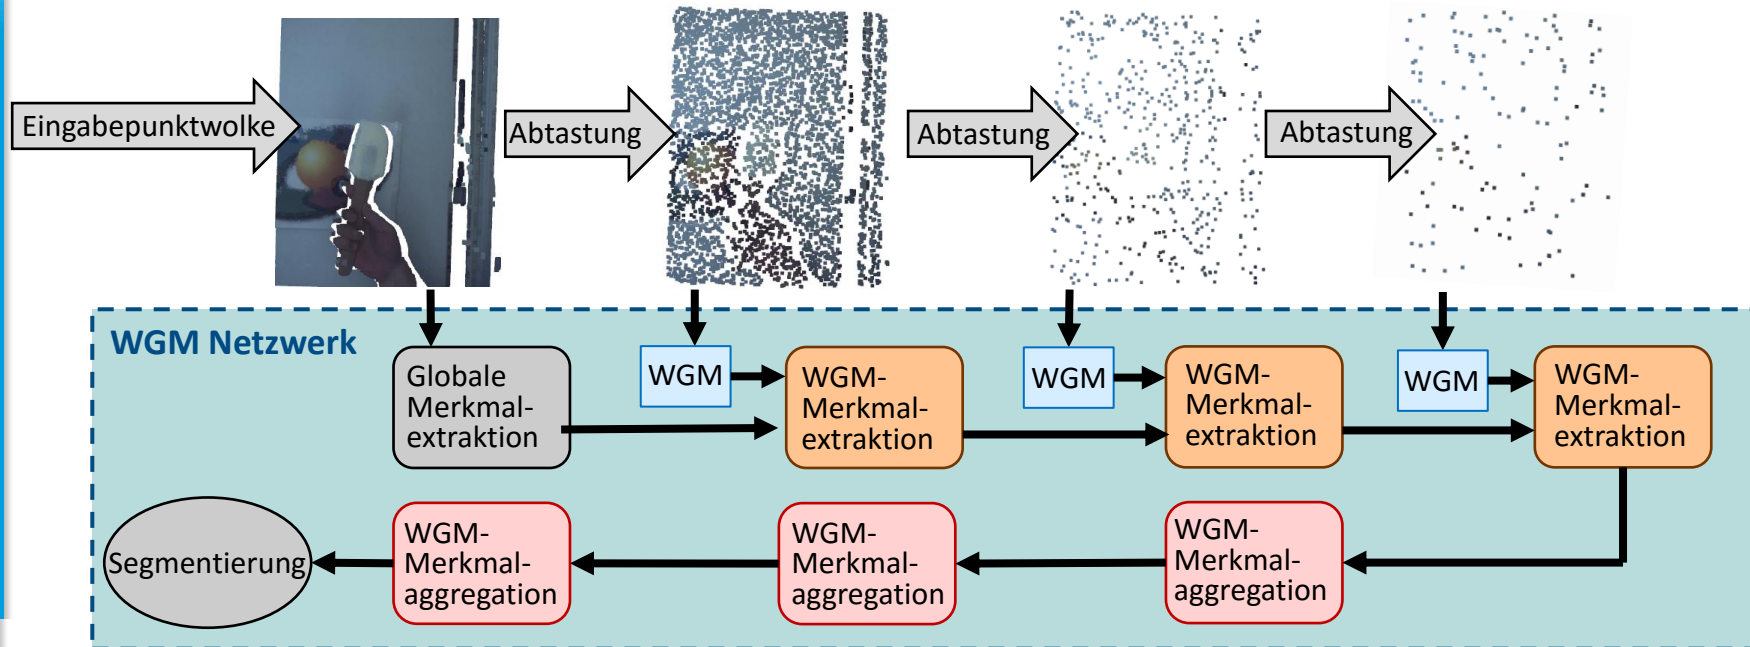 Eingabepunktwolke
Abtastung
Abtastung
Abtastung
WGM Netzwerk
Globale
Merkmal-
extraktion
WGM
WGM-
Merkmal-
extraktion
WGM
WGM-
Merkmal-
extraktion
WGM
WGM-
Merkmal-
extraktion
Segmentierung
WGM-
Merkmal-
aggregation
WGM-
Merkmal-
aggregation
WGM-
Merkmal-
aggregation